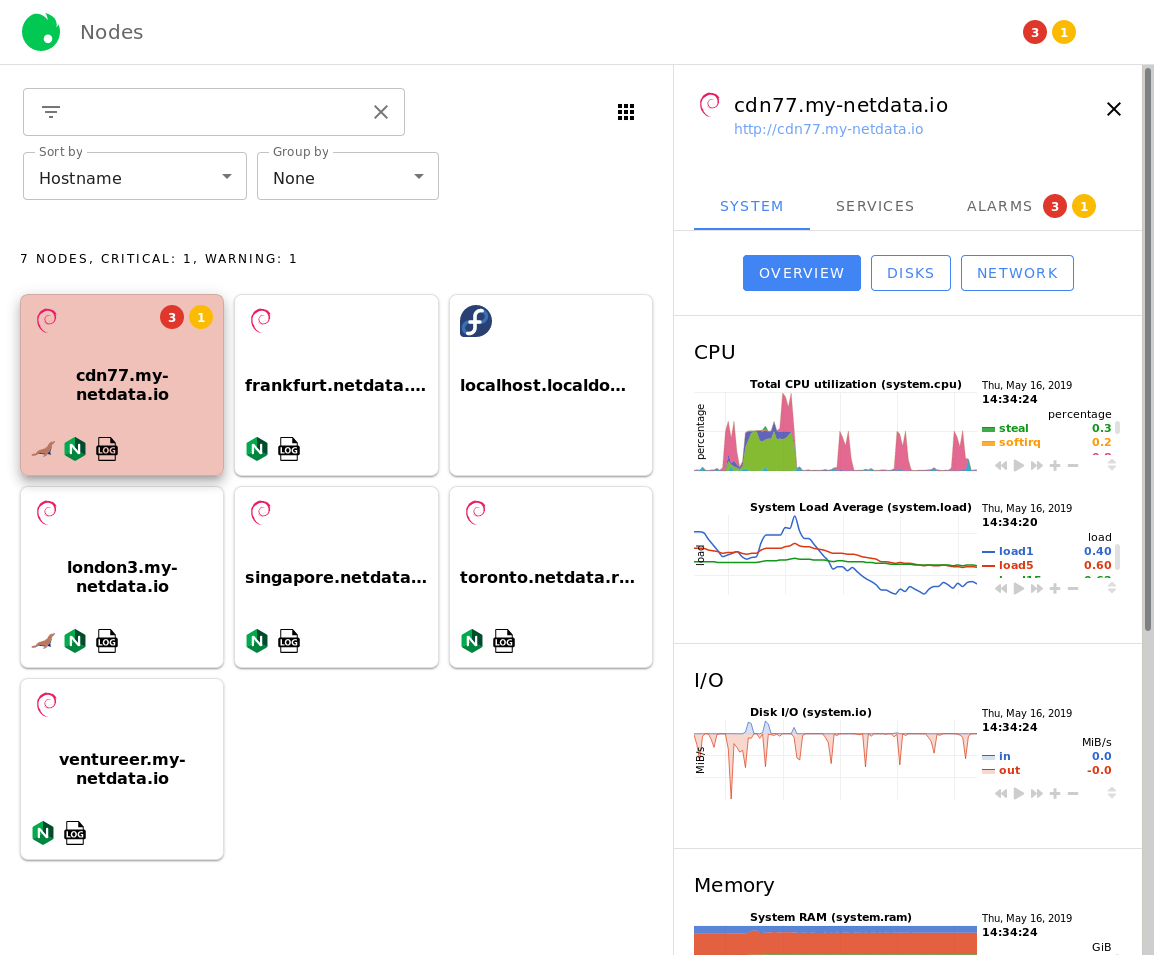 Nodes
3 1
Sort by
Hostname
Group by
None
7 NODES, CRITICAL: 1, WARNING: 1
3 1
cdn77.my-
netdata.io
LOG
frankfurt.netdata....
LOG
localhost.localdo...
london3.my-
netdata.io
LOG
singapore.netdata...
LOG
toronto.netdata.r...
LOG
ventureer.my-
netdata.io
LOG
cdn77.my-netdata.io
http://cdn77.my-netdata.io
SYSTEM SERVICES ALARMS 3 1
OVERVIEW DISKS NETWORK
CPU
Total CPU utilization (system.cpu)
percentage
Thu, May 16, 2019
14:34:24
percentage
steal 0.3
softirq 0.2
System Load Average (system.load)
load
Thu, May 16, 2019
14:34:20
load
load1 0.40
load5 0.60
I/O
Disk I/O (system.io)
MiB/s
Thu, May 16, 2019
14:34:24
MiB/s
in 0.0
out -0.0
Memory
System RAM (system.ram)
Thu, May 16, 2019
14:34:24
GiB